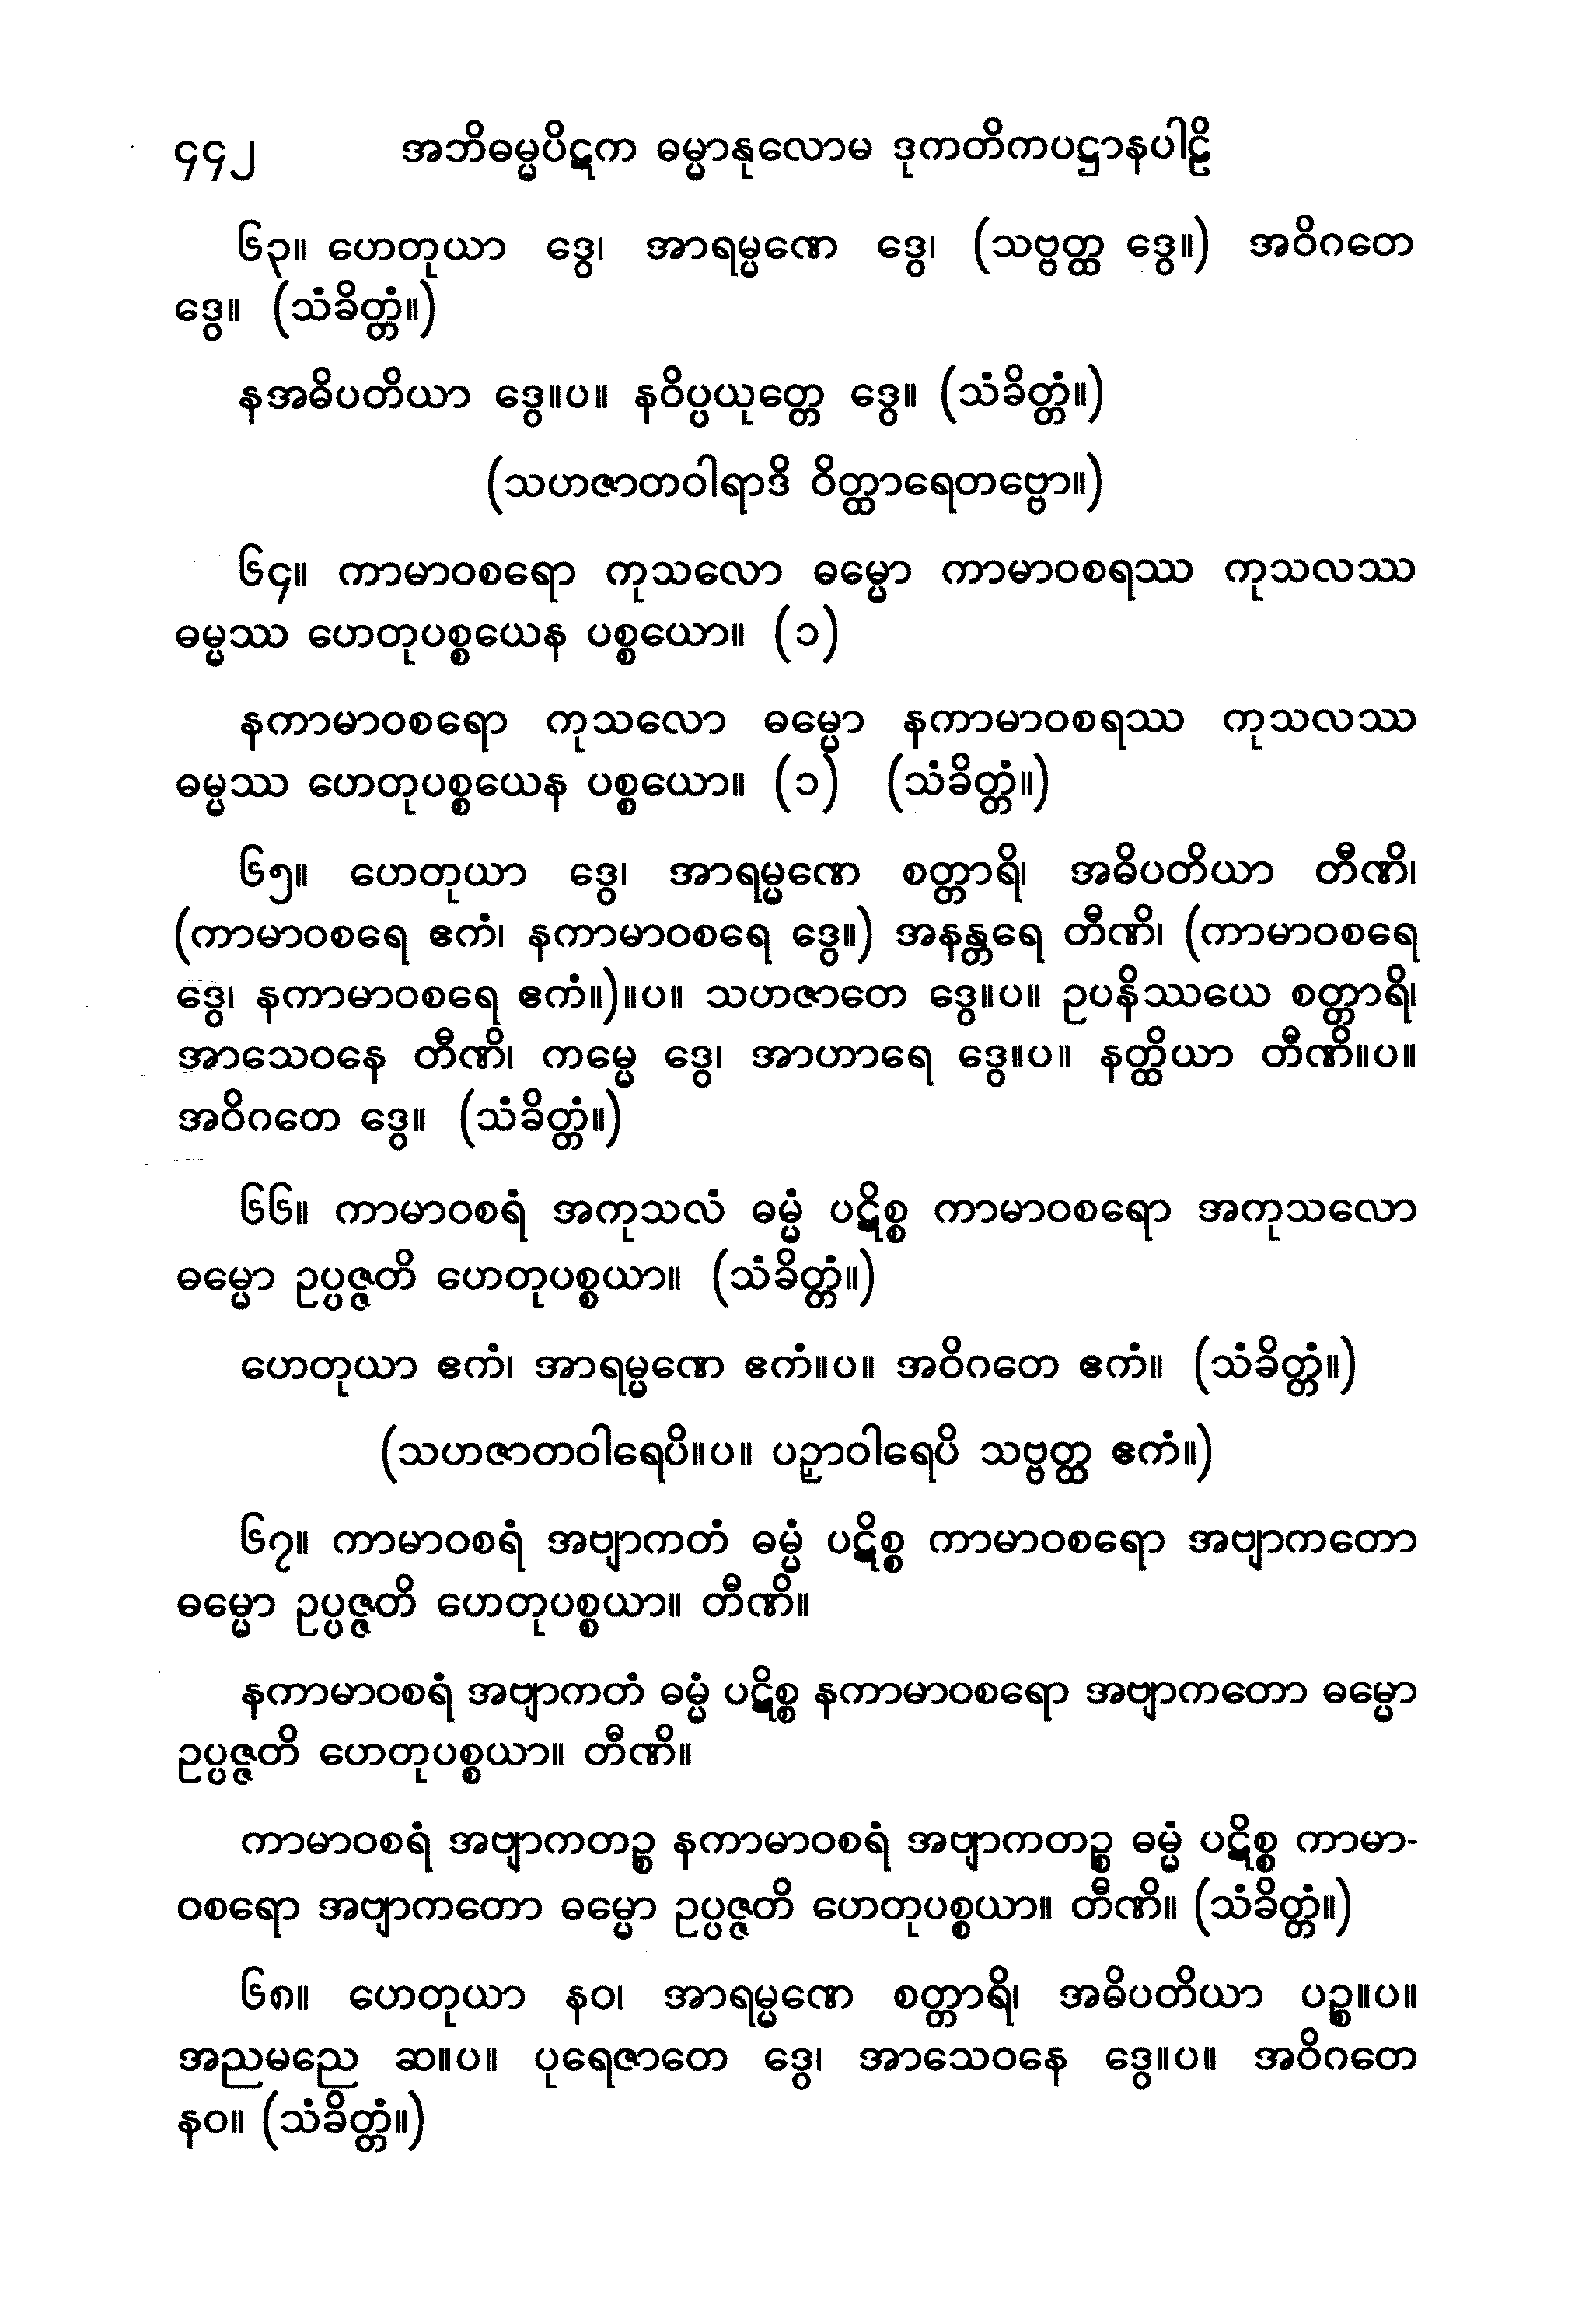 ၄၄၂ အဘိဓမ္မပိဋက ဓမ္မာနုလောမ ဒုကတိကပဋ္ဌာနပါဠိ
၆၃။ ဟေတုယာ ဒွေ၊ အာရမ္မဏေ ဒွေ၊ (သဗ္ဗတ္ထ ဒွေ။) အဝိဂတေ
ဒွေ။ (သံခိတ္တံ။)
နအဓိပတိယာ ဒွေ။ပ။ နဝိပ္ပယုတ္တေ ဒွေ။ (သံခိတ္တံ။)
(သဟဇာတဝါရာဒိ ဝိတ္ထာရေတဗ္ဗော။)
၆၄။ ကာမာဝစရော ကုသလော ဓမ္မော ကာမာဝစရဿ ကုသလဿ
ဓမ္မဿ ဟေတုပစ္စယေန ပစ္စယော။ (၁)
နကာမာဝစရော ကုသလော ဓမ္မော နကာမာဝစရဿ ကုသလဿ
ဓမ္မဿ ဟေတုပစ္စယေန ပစ္စယော။ (၁) (သံခိတ္တံ။)
၆၅။ ဟေတုယာ ဒွေ၊ အာရမ္မဏေ စတ္တာရိ၊ အဓိပတိယာ တီဏိ၊
(ကာမာဝစရေ ဧကံ၊ နကာမာဝစရေ ဒွေ။) အနန္တရေ တီဏိ၊ (ကာမာဝစရေ
ဒွေ၊ နကာမာဝစရေ ဧကံ။)။ပ။ သဟဇာတေ ဒွေ။ပ။ ဥပနိဿယေ စတ္တာရိ၊
အာသေဝနေ တီဏိ၊ ကမ္မေ ဒွေ၊ အာဟာရေ ဒွေ။ပ။ နတ္ထိယာ တီဏိ။ပ။
အဝိဂတေ ဒွေ။ (သံခိတ္တံ။)
၆၆။ ကာမာဝစရံ အကုသလံ ဓမ္မံ ပဋိစ္စ ကာမာဝစရော အကုသလော
ဓမ္မော ဥပ္ပဇ္ဇတိ ဟေတုပစ္စယာ။ (သံခိတ္တံ။)
ဟေတုယာ ဧကံ၊ အာရမ္မဏေ ဧကံ။ပ။ အဝိဂတေ ဧကံ။ (သံခိတ္တံ။)
(သဟဇာတဝါရေပိ။ပ။ ပဉှာဝါရေပိ သဗ္ဗတ္ထ ဧကံ။)
၆၇။ ကာမာဝစရံ အဗျာကတံ ဓမ္မံ ပဋိစ္စ ကာမာဝစရော အဗျာကတော
ဓမ္မော ဥပ္ပဇ္ဇတိ ဟေတုပစ္စယာ။ တီဏိ။
နကာမာဝစရံ အဗျာကတံ ဓမ္မံ ပဋိစ္စ နကာမာဝစရော အဗျာကတော ဓမ္မော
ဥပ္ပဇ္ဇတိ ဟေတုပစ္စယာ။ တီဏိ။
ကာမာဝစရံ အဗျာကတဉ္စ နကာမာဝစရံ အဗျာကတဉ္စ ဓမ္မံ ပဋိစ္စ ကာမာ-
ဝစရော အဗျာကတော ဓမ္မော ဥပ္ပဇ္ဇတိ ဟေတုပစ္စယာ။ တီဏိ။ (သံခိတ္တံ။)
၆၈။ ဟေတုယာ နဝ၊ အာရမ္မဏေ စတ္တာရိ၊ အဓိပတိယာ ပဉ္စ။ပ။
အညမညေ ဆ။ပ။ ပုရေဇာတေ ဒွေ၊ အာသေဝနေ ဒွေ။ပ။ အဝိဂတေ
နဝ။ (သံခိတ္တံ။)